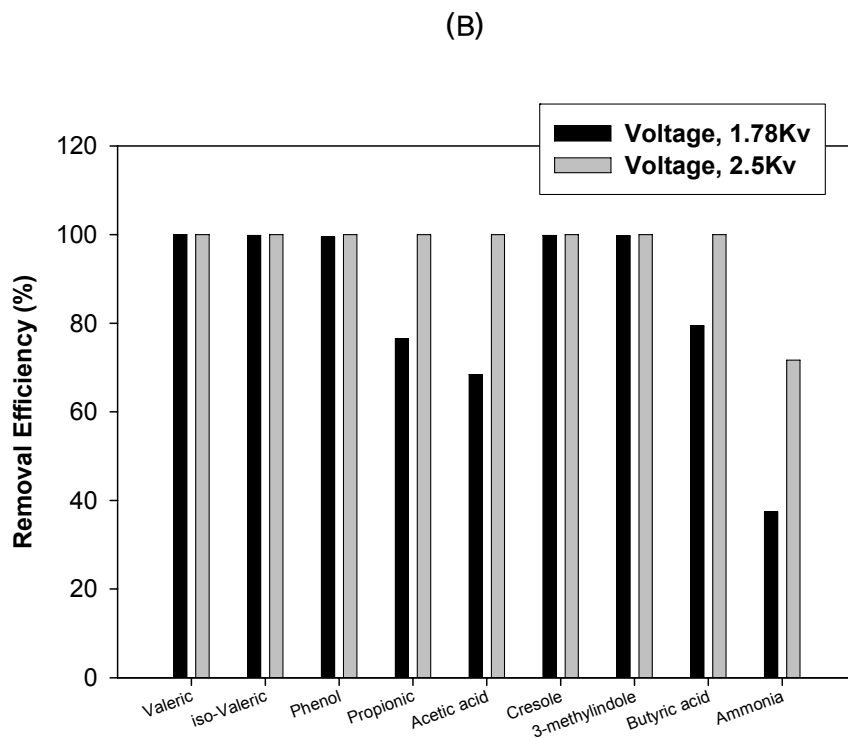 (B)
Voltage, 1.78Kv
Voltage, 2.5Kv
120
100
80
60
40
20
0
Removal Efficiency (%)
Valeric
iso-Valeric
Phenol
Propionic
Acetic acid
Cresole
3-methylindole
Butyric acid
Ammonia